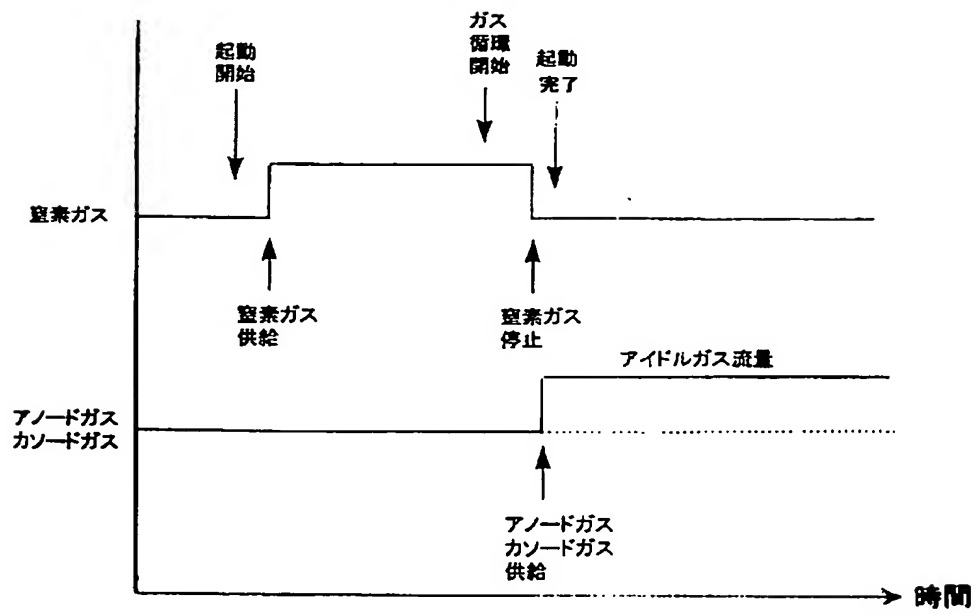 起動
開始
ガス
循環
開始
起動
完了
窒素ガス
窒素ガス
供給
窒素ガス
停止
アイドルガス流量
アノードガス
カソードガス
アノードガス
カソードガス
供給
時間